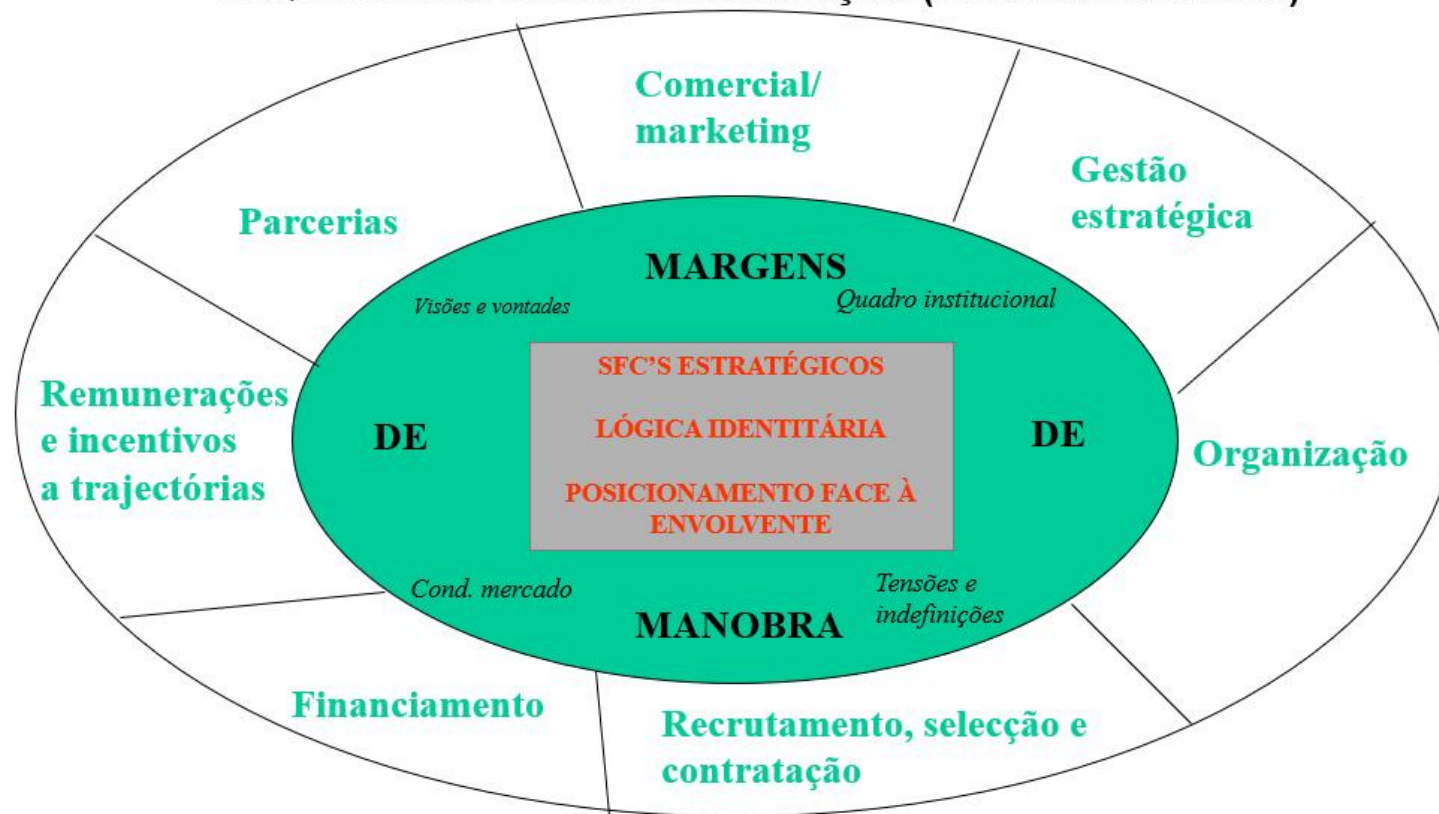 Comercial/
marketing
Gestão
estratégica
Parcerias
MARGENS
Visões e vontades
Quadro institucional
SFC'S ESTRATÉGICOS
Remunerações
e incentivos
a trajectórias
DE
LÓGICA IDENTITÁRIA
DE
Organização
POSICIONAMENTO FACE À
ENVOLVENTE
Cond. mercado
Tensões e
indefinições
MANOBRA
Financiamento
Recrutamento, selecção e
contratação